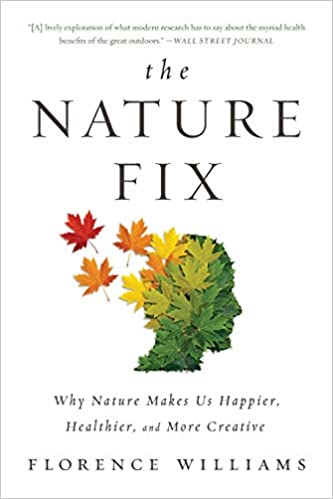 "[A] lively exploration of what modern research has to say about the myriad health
benefits of the great outdoors." —WALL STREET JOURNAL
the
NATURE
FIX
Why Nature Makes Us Happier,
Healthier, and More Creative
FLORENCE WILLIAMS